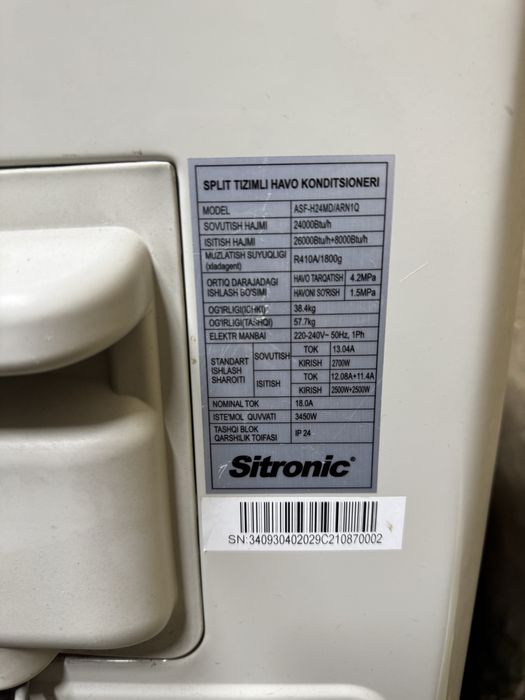 SPLIT TIZIMLI HAVO KONDITSIONERI
MODEL ASF-H24MD/ARN1Q
SOVUTISH HAJMI 24000Btu/h
ISITISH HAJMI 26000Btu/h+8000Btu/h
MUZLATISH SUYUQLIGI (xladagent) R410A/1800g
ORTIQ DARAJADAGI ISHLASH BOSIMI HAVO TARQATISH 4.2MPa
HAVONI SO'RISH 1.5MPa
OG'IRLIGI(ICHKI) 38.4kg
OG'IRLIGI(TASHQI) 57.7kg
ELEKTR MANBAI 220-240V~ 50Hz, 1Ph
STANDART ISHLASH SHAROITI SOVUTISH TOK 13.04A
KIRISH 2700W
ISITISH TOK 12.08A+11.4A
KIRISH 2500W+2500W
NOMINAL TOK 18.0A
ISTE'MOL QUVVATI 3450W
TASHQI BLOK QARSHILIK TOIFASI IP 24
Sitronic®
SN:340930402029C210870002